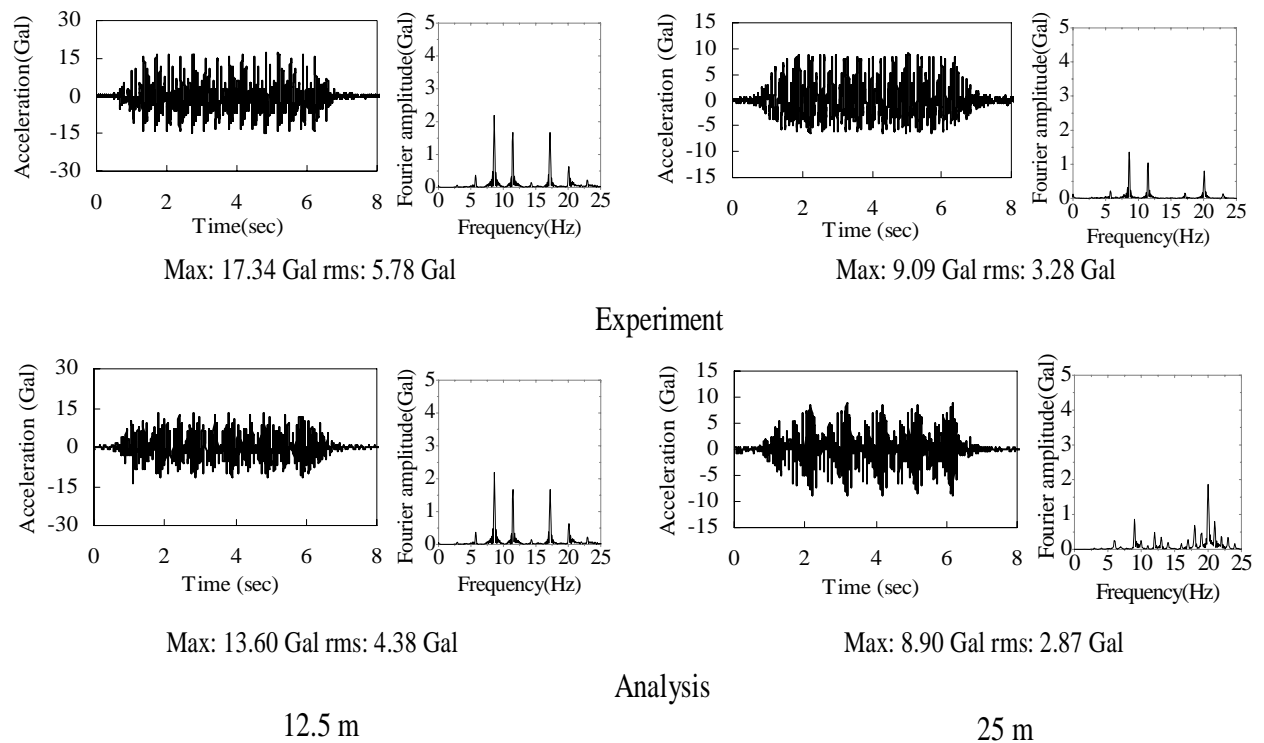 Acceleration(Gal)
30
15
0
-15
-30
0 2 4 6 8
Time(sec)
Fourier amplitude(Gal)
5
4
3
2
1
0
0 5 10 15 20 25
Frequency(Hz)
Max: 17.34 Gal rms: 5.78 Gal
Acceleration (Gal)
15
10
5
0
-5
-10
-15
0 2 4 6 8
Time (sec)
Fourier amplitude(Gal)
5
4
3
2
1
0
0 5 10 15 20 25
Frequency(Hz)
Max: 9.09 Gal rms: 3.28 Gal
Experiment
Acceleration (Gal)
30
15
0
-15
-30
0 2 4 6 8
Time (sec)
Fourier amplitude(Gal)
5
4
3
2
1
0
0 5 10 15 20 25
Frequency(Hz)
Max: 13.60 Gal rms: 4.38 Gal
Acceleration (Gal)
15
10
5
0
-5
-10
-15
0 2 4 6 8
Time (sec)
Fourier amplitude(Gal)
5
4
3
2
1
0
0 5 10 15 20 25
Frequency(Hz)
Max: 8.90 Gal rms: 2.87 Gal
Analysis
12.5 m
25 m